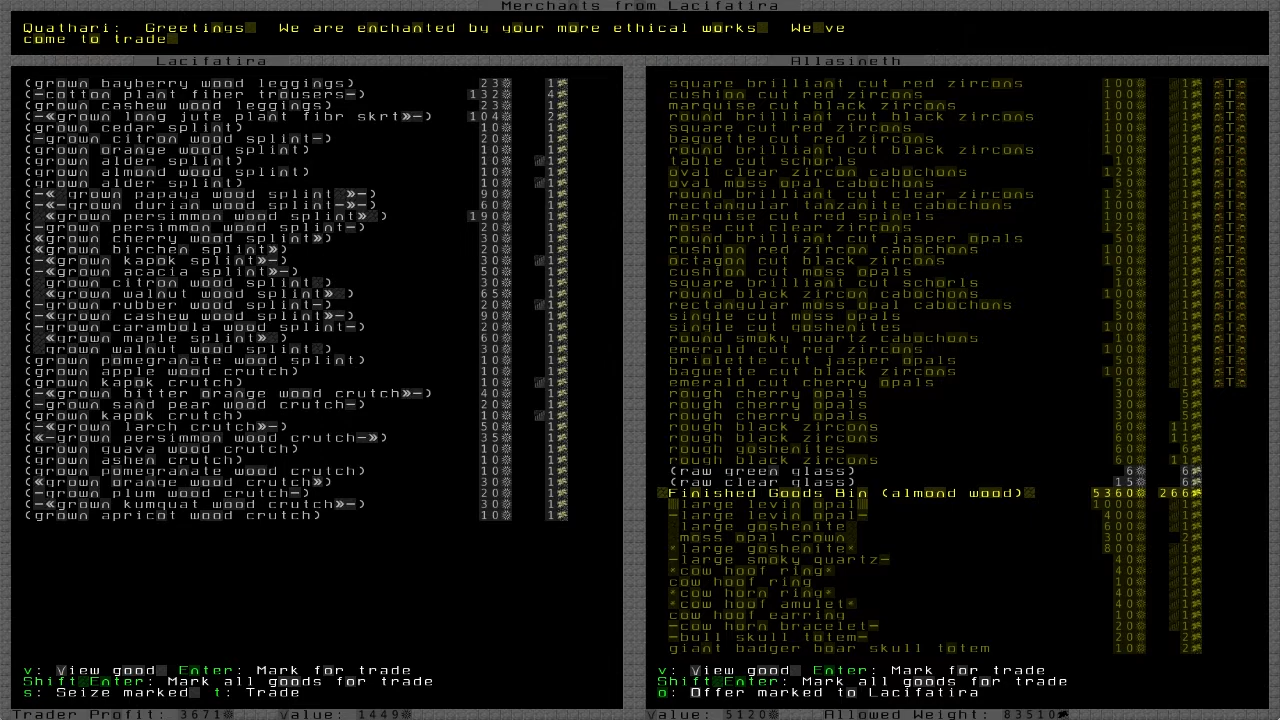 Merchants from Lacifatira
Quathari: Greetings. We are enchanted by your more ethical works. We've
come to trade.
Lacifatira
(grown bayberry wood leggings) 23 1
(-cotton plant fiber trousers-) 132 4
(grown cashew wood leggings) 23 1
(-«grown long jute plant fibr skrt»-) 104 2
(grown cedar splint) 10 1
(-citron wood splint-) 20 1
(grown orange wood splint) 10 1
(grown alder splint) 10 1
(grown almond wood splint) 10 1
(grown alder splint) 10 1
(-«grown papaya wood splint»-) 90 1
(-«-grown durian wood splint-»-) 60 1
«grown persimmon wood splint» 190 1
(-grown persimmon wood splint-) 20 1
(«grown cherry wood splint») 30 1
(«grown birchen splint») 20 1
(-«grown kapok splint»-) 30 1
(-«grown acacia splint»-) 50 1
grown citron wood splint 30 1
«grown walnut wood splint» 65 1
(-grown rubber wood splint-) 20 1
(-«grown cashew wood splint»-) 90 1
(-grown carambola wood splint-) 20 1
«grown maple splint» 60 1
grown walnut wood splint 30 1
(grown pomegranate wood splint) 10 1
(grown apple wood crutch) 10 1
(grown kapok crutch) 10 1
(-«grown bitter orange wood crutch»-) 40 1
(-grown sand pear wood crutch-) 20 1
(grown kapok crutch) 10 1
(-«grown larch crutch»-) 50 1
(«-grown persimmon wood crutch-») 35 1
(grown guava wood crutch) 10 1
(grown ashen crutch) 10 1
(grown pomegranate wood crutch) 10 1
(«grown orange wood crutch») 30 1
(-grown plum wood crutch-) 20 1
(-«grown kumquat wood crutch»-) 30 1
(grown apricot wood crutch) 10 1
v: View good, Enter: Mark for trade
Shift+Enter: Mark all goods for trade
s: Seize marked, t: Trade
Trader Profit: 3671 Value: 1449
Allasineth
square brilliant cut red zircons 100 1 T
cushion cut red zircons 100 1 T
marquise cut black zircons 100 1 T
round brilliant cut black zircons 100 1 T
square cut red zircons 100 1 T
baguette cut red zircons 100 1 T
round brilliant cut black zircons 100 1 T
table cut schorls 10 1 T
oval clear zircon cabochons 125 1 T
oval moss opal cabochons 50 1 T
round brilliant cut clear zircons 125 1 T
rectangular tanzanite cabochons 100 1 T
marquise cut red spinels 100 1 T
rose cut clear zircons 125 1 T
round brilliant cut jasper opals 50 1 T
cushion red zircon cabochons 100 1 T
octagon cut black zircons 100 1 T
cushion cut moss opals 50 1 T
square brilliant cut schorls 10 1 T
round black zircon cabochons 100 1 T
rectangular moss opal cabochons 50 1 T
single cut moss opals 50 1 T
single cut goshenites 100 1 T
round smoky quartz cabochons 10 1 T
emerald cut red zircons 100 1 T
briolette cut jasper opals 50 1 T
baguette cut black zircons 100 1 T
emerald cut cherry opals 50 1 T
rough cherry opals 30 5
rough cherry opals 30 5
rough cherry opals 30 5
rough black zircons 60 11
rough black zircons 60 11
rough goshenites 60 11
rough black zircons 60 11
(raw green glass) 6 6
(raw clear glass) 15 6
Finished Goods Bin (almond wood) 5360 266
large levin opal 1000 1
-large levin opal- 400 1
large goshenite 600 1
moss opal crown 300 2
*large goshenite* 800 1
-large smoky quartz- 40 1
*cow hoof ring* 40 1
cow hoof ring 10 1
*cow horn ring* 40 1
*cow hoof amulet* 40 1
cow hoof earring 10 1
-cow horn bracelet- 20 1
-bull skull totem- 20 2
giant badger boar skull totem 10 2
v: View good, Enter: Mark for trade
Shift+Enter: Mark all goods for trade
o: Offer marked to Lacifatira
Value: 5120 Allowed Weight: 83510